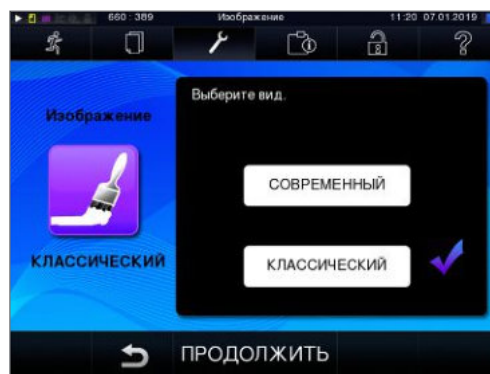 660 : 389 Изображение 11:20 07.01.2019
?
Изображение
Выберите вид.
СОВРЕМЕННЫЙ
КЛАССИЧЕСКИЙ
КЛАССИЧЕСКИЙ
ПРОДОЛЖИТЬ